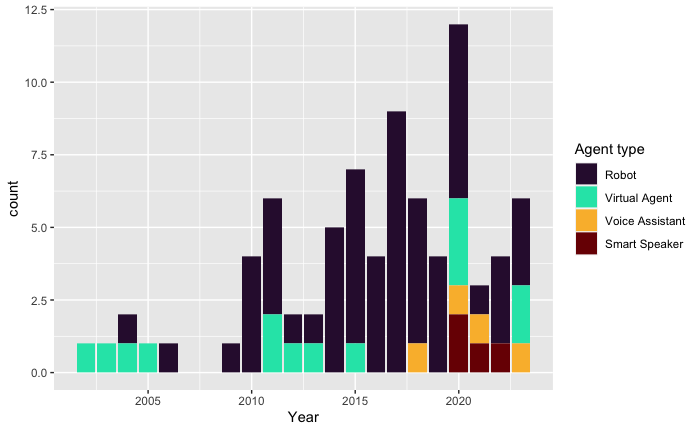 12.5
10.0
7.5
5.0
2.5
0.0
count
2005
2010
2015
2020
Year
Agent type
Robot
Virtual Agent
Voice Assistant
Smart Speaker